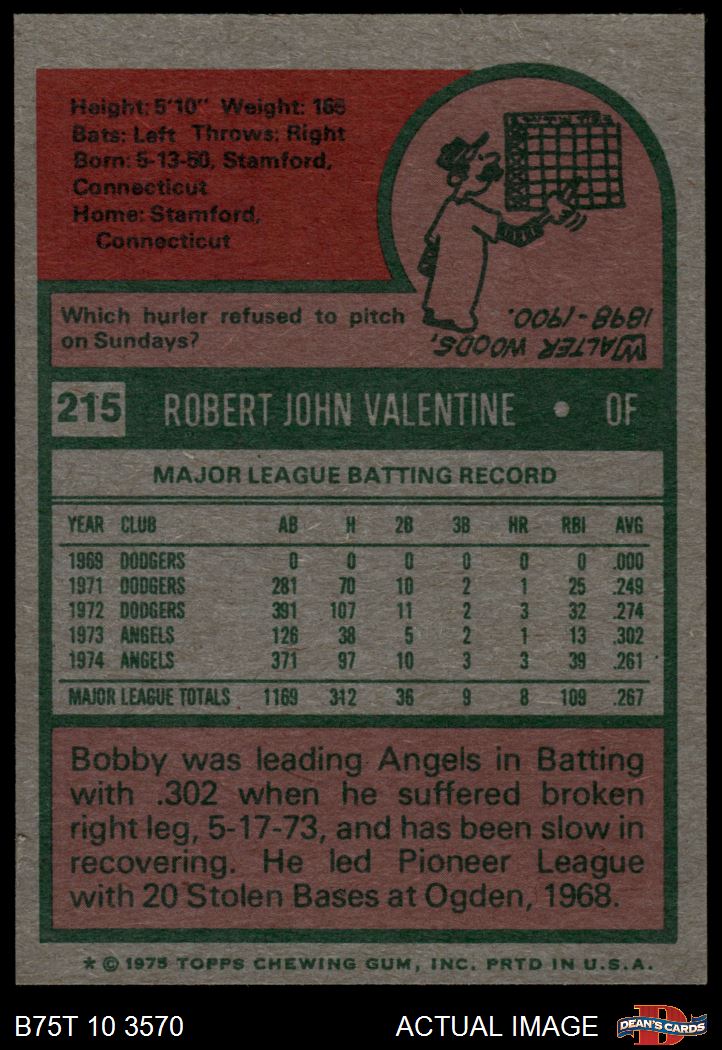 Height: 5'10" Weight: 165
Bats: Left Throws: Right
Born: 5-13-50, Stamford,
Connecticut
Home: Stamford,
Connecticut
Which hurler refused to pitch
on Sundays?
WALTER WOODS,
1898-1900.
215 ROBERT JOHN VALENTINE • OF
MAJOR LEAGUE BATTING RECORD
YEAR CLUB AB H 2B 3B HR RBI AVG
1969 DODGERS 0 0 0 0 0 0 .000
1971 DODGERS 281 70 10 2 1 25 .249
1972 DODGERS 391 107 11 2 3 32 .274
1973 ANGELS 126 38 5 2 1 13 .302
1974 ANGELS 371 97 10 3 3 39 .261
MAJOR LEAGUE TOTALS 1169 312 36 9 8 109 .267
Bobby was leading Angels in Batting
with .302 when he suffered broken
right leg, 5-17-73, and has been slow in
recovering. He led Pioneer League
with 20 Stolen Bases at Ogden, 1968.
* © 1975 TOPPS CHEWING GUM, INC. PRTD IN U.S.A.
B75T 10 3570 ACTUAL IMAGE D DEAN'S CARDS